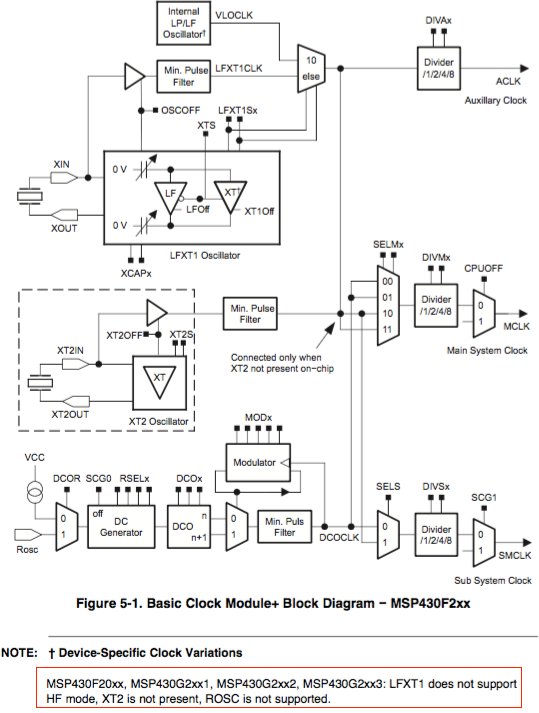 Internal
LP/LF
Oscillator†
VLOCLK
DIVAx
10
else
Divider
/1/2/4/8
ACLK
Auxillary Clock
Min. Pulse
Filter
LFXT1CLK
OSCOFF
LFXT1Sx
XTS
XIN
0 V
LF
XT†
LFOff
XT1Off
0 V
XOUT
LFXT1 Oscillator
XCAPx
SELMx
DIVMx
CPUOFF
00
01
10
11
Divider
/1/2/4/8
0
1
MCLK
Main System Clock
Min. Pulse
Filter
Connected only when
XT2 not present on−chip
XT2OFF
XT2S
XT2IN
XT
XT2OUT
XT2 Oscillator
MODx
Modulator
VCC
DCOR
SCG0
RSELx
DCOx
0
1
off
DC
Generator
DCO
n
n+1
0
1
Min. Puls
Filter
DCOCLK
Rosc
SELS
DIVSx
SCG1
0
1
Divider
/1/2/4/8
0
1
SMCLK
Sub System Clock
Figure 5-1. Basic Clock Module+ Block Diagram − MSP430F2xx
NOTE: † Device-Specific Clock Variations
MSP430F20xx, MSP430G2xx1, MSP430G2xx2, MSP430G2xx3: LFXT1 does not support
HF mode, XT2 is not present, ROSC is not supported.